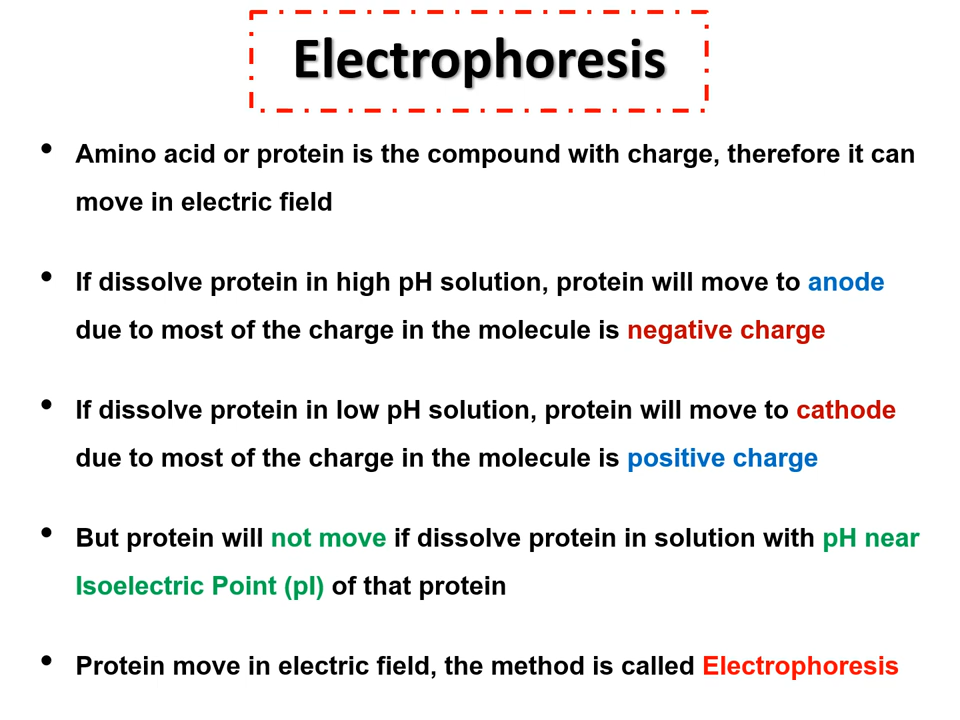 Electrophoresis
• Amino acid or protein is the compound with charge, therefore it can
move in electric field
• If dissolve protein in high pH solution, protein will move to anode
due to most of the charge in the molecule is negative charge
• If dissolve protein in low pH solution, protein will move to cathode
due to most of the charge in the molecule is positive charge
• But protein will not move if dissolve protein in solution with pH near
Isoelectric Point (pI) of that protein
• Protein move in electric field, the method is called Electrophoresis